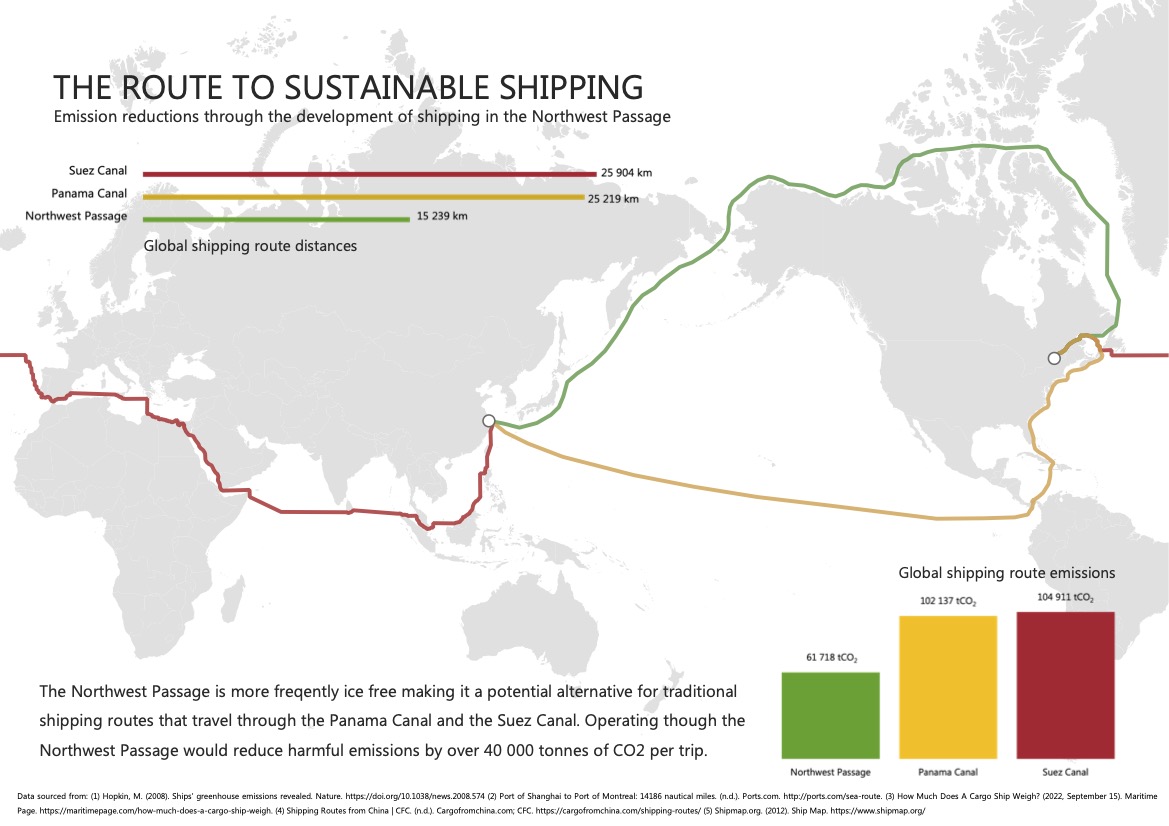 THE ROUTE TO SUSTAINABLE SHIPPING
Emission reductions through the development of shipping in the Northwest Passage
Suez Canal 25 904 km
Panama Canal 25 219 km
Northwest Passage 15 239 km
Global shipping route distances
Global shipping route emissions
61 718 tCO₂
102 137 tCO₂
104 911 tCO₂
Northwest Passage
Panama Canal
Suez Canal
The Northwest Passage is more freqently ice free making it a potential alternative for traditional
shipping routes that travel through the Panama Canal and the Suez Canal. Operating though the
Northwest Passage would reduce harmful emissions by over 40 000 tonnes of CO2 per trip.
Data sourced from: (1) Hopkin, M. (2008). Ships' greenhouse emissions revealed. Nature. https://doi.org/10.1038/news.2008.574 (2) Port of Shanghai to Port of Montreal: 14186 nautical miles. (n.d.). Ports.com. http://ports.com/sea-route. (3) How Much Does A Cargo Ship Weigh? (2022, September 15). Maritime
Page. https://maritimepage.com/how-much-does-a-cargo-ship-weigh. (4) Shipping Routes from China | CFC. (n.d.). Cargofromchina.com; CFC. https://cargofromchina.com/shipping-routes/ (5) Shipmap.org. (2012). Ship Map. https://www.shipmap.org/